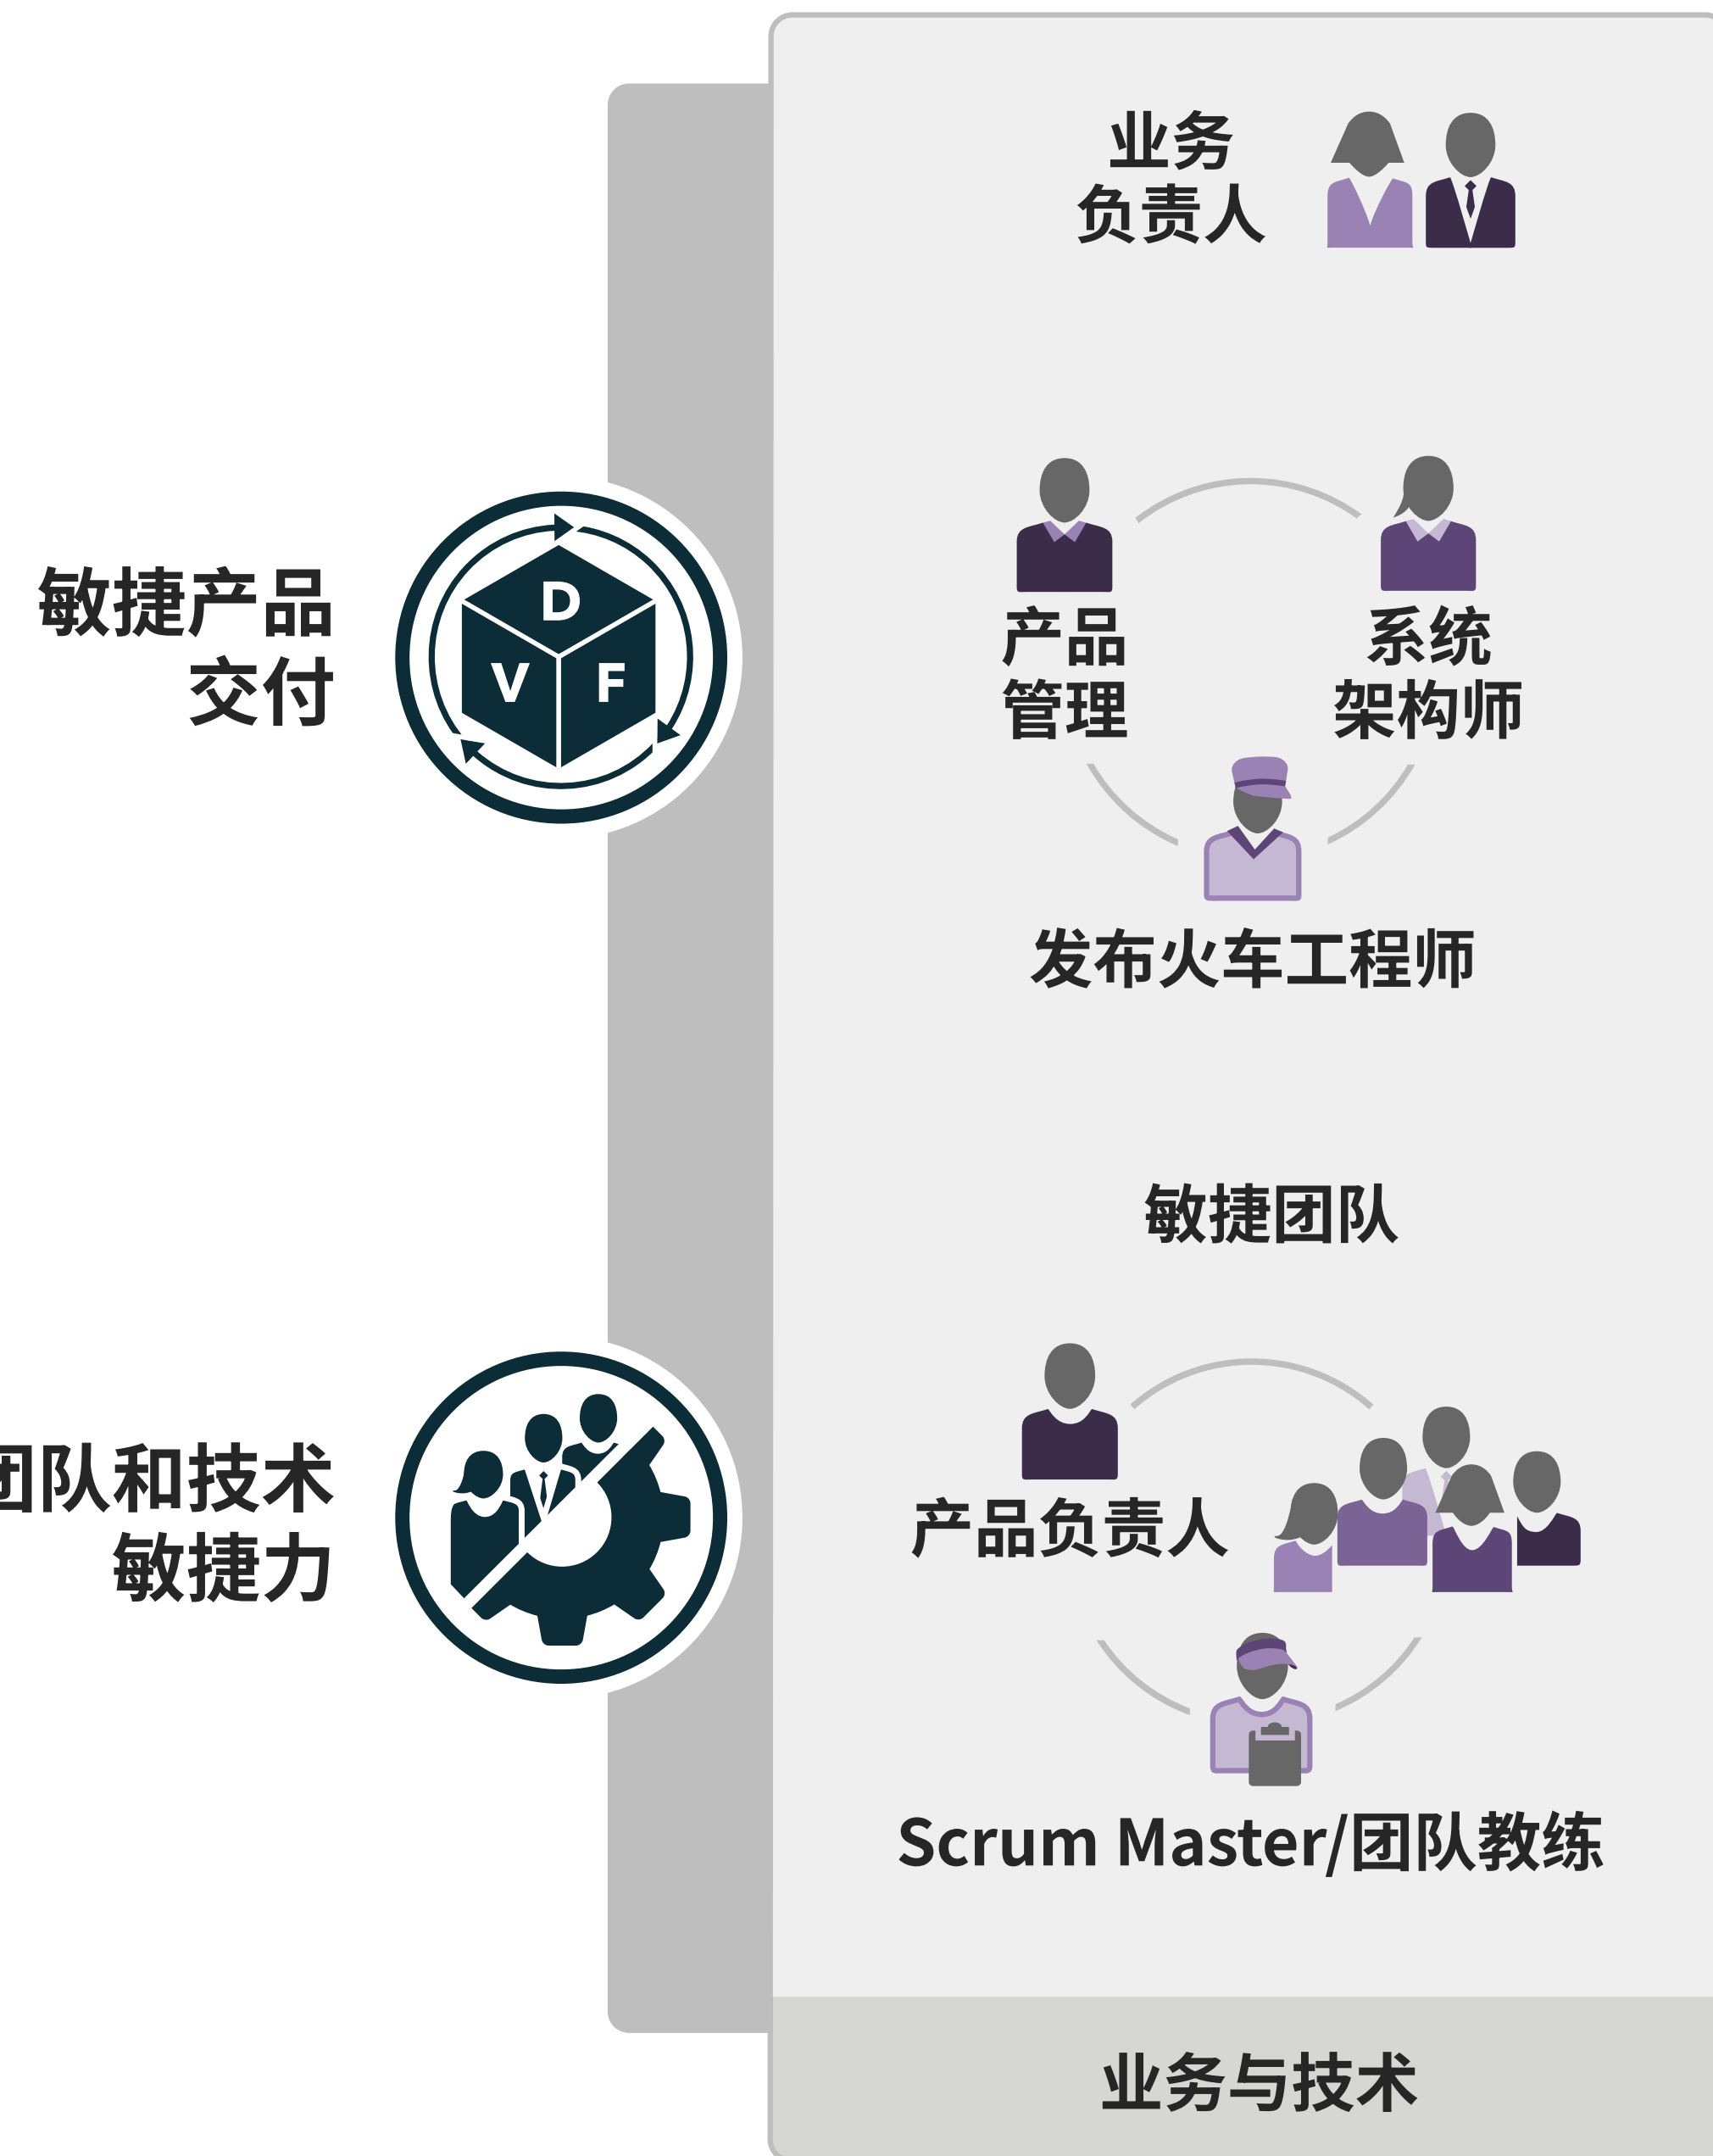 业务
负责人
敏捷产品
交付
D
V
F
产品
管理
系统
架构师
发布火车工程师
敏捷团队
团队和技术
敏捷力
产品负责人
Scrum Master/团队教练
业务与技术